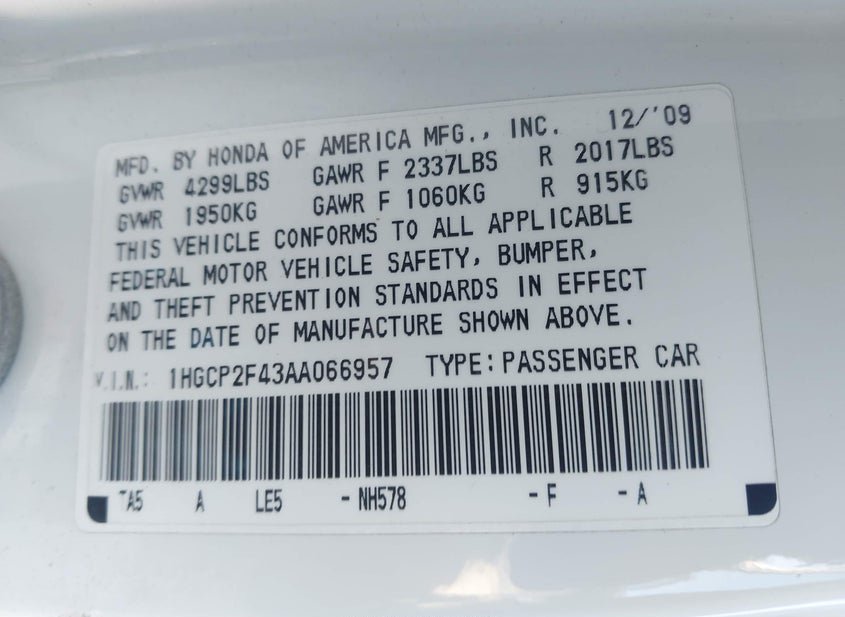 MFD. BY HONDA OF AMERICA MFG., INC. 12/'09
GVWR 4299LBS GAWR F 2337LBS R 2017LBS
GVWR 1950KG GAWR F 1060KG R 915KG
THIS VEHICLE CONFORMS TO ALL APPLICABLE
FEDERAL MOTOR VEHICLE SAFETY, BUMPER,
AND THEFT PREVENTION STANDARDS IN EFFECT
ON THE DATE OF MANUFACTURE SHOWN ABOVE.
V.I.N.: 1HGCP2F43AA066957 TYPE: PASSENGER CAR
TA5 A LE5 - NH578 - F - A